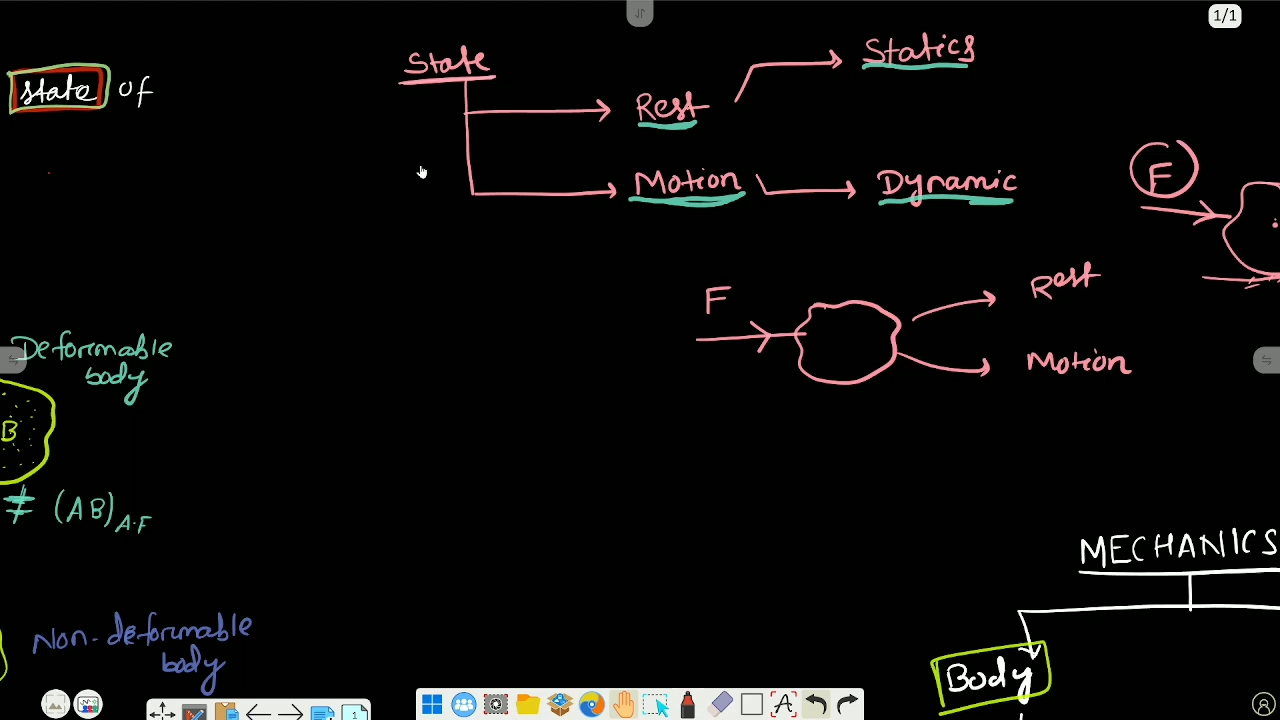 1/1
State
Statics
state of
Rest
Motion
Dynamic
F
F
Rest
Motion
Deformable
body
B
≠ (AB)A.F
MECHANICS
Non-deformable
body
Body
1